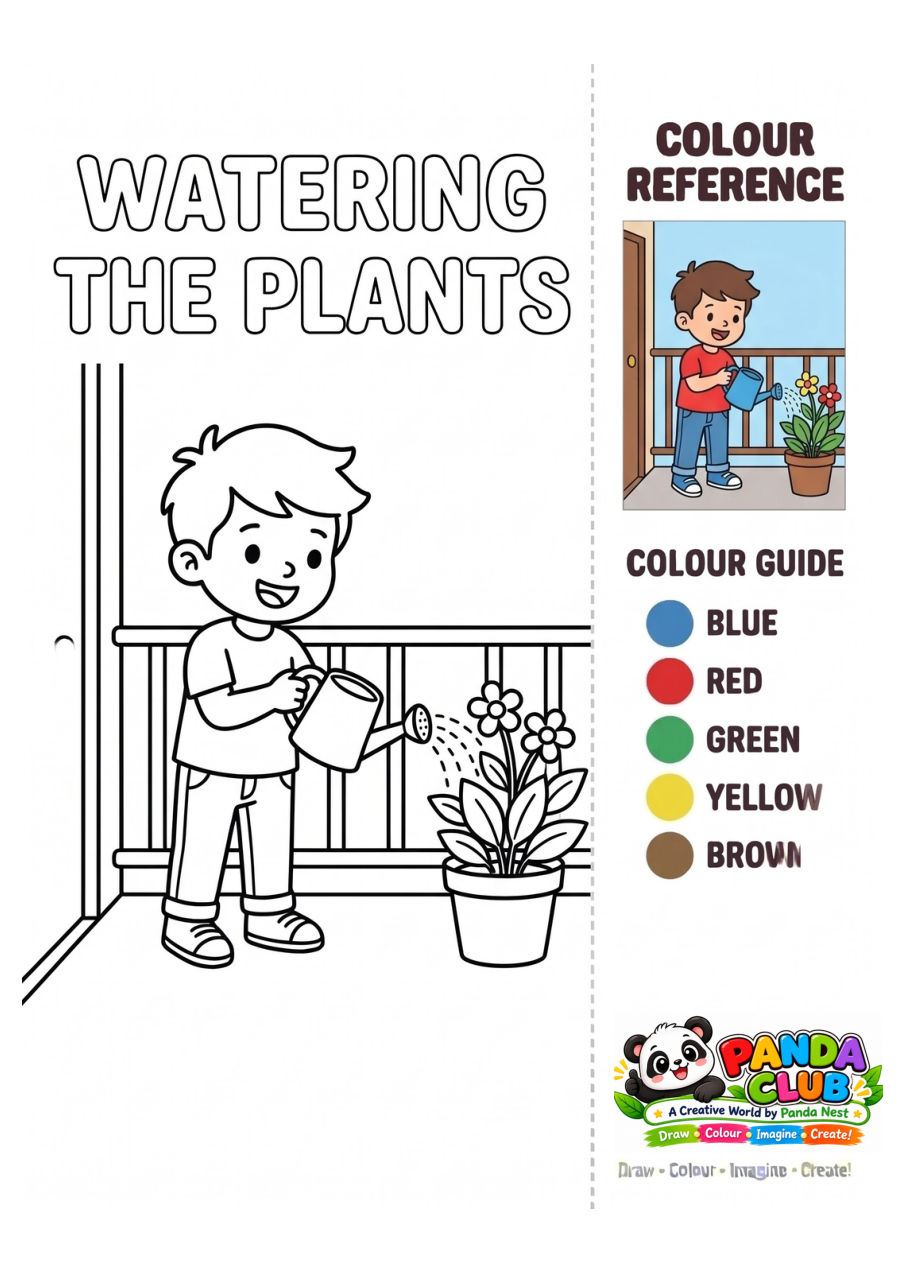 WATERING
THE PLANTS
COLOUR
REFERENCE
COLOUR GUIDE
BLUE
RED
GREEN
YELLOW
BROWN
PANDA
CLUB
A Creative World by Panda Nest
Draw • Colour • Imagine • Create!
Draw • Colour • Imagine • Create!